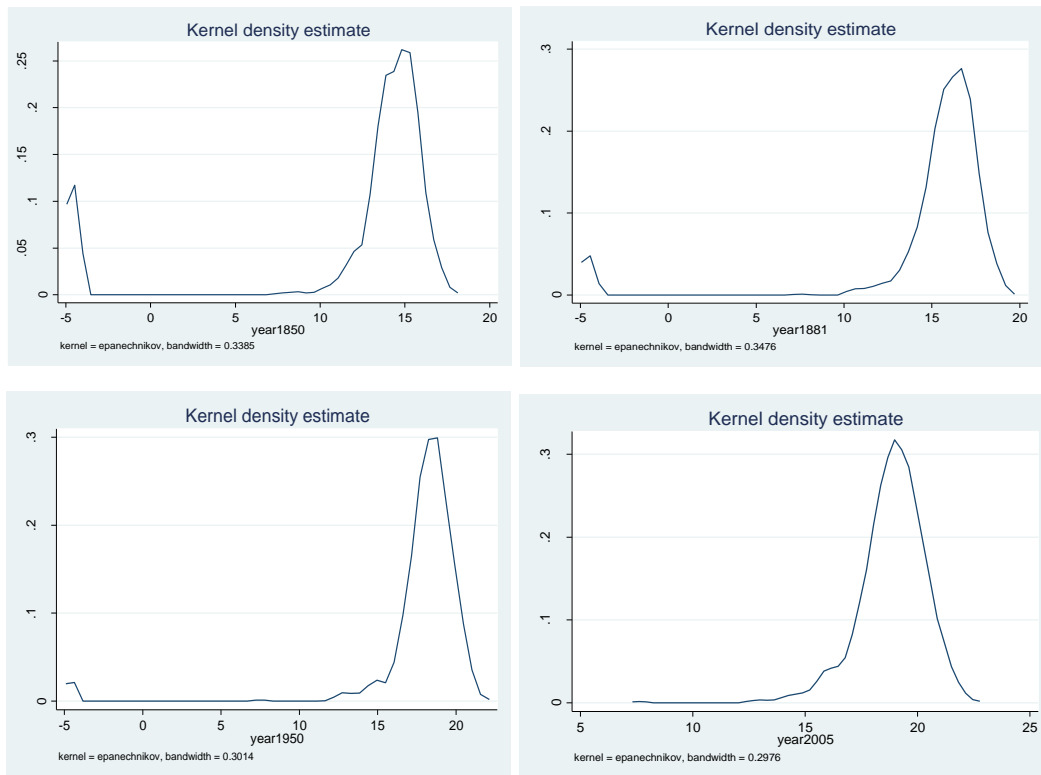 Kernel density estimate
.25
.2
.15
.1
.05
0
-5 0 5 10 15 20
year1850
kernel = epanechnikov, bandwidth = 0.3385
Kernel density estimate
.3
.2
.1
0
-5 0 5 10 15 20
year1881
kernel = epanechnikov, bandwidth = 0.3476
Kernel density estimate
.3
.2
.1
0
-5 0 5 10 15 20
year1950
kernel = epanechnikov, bandwidth = 0.3014
Kernel density estimate
.3
.2
.1
0
5 10 15 20 25
year2005
kernel = epanechnikov, bandwidth = 0.2976